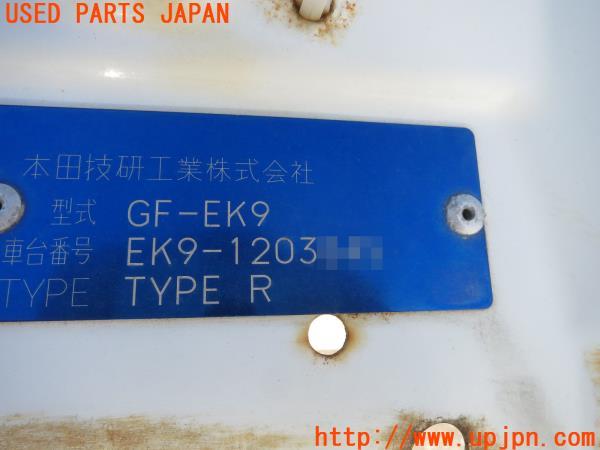 USED PARTS JAPAN
本田技研工業株式会社
型式 GF-EK9
車台番号 EK9-1203
TYPE TYPE R
http://www.upjpn.com/